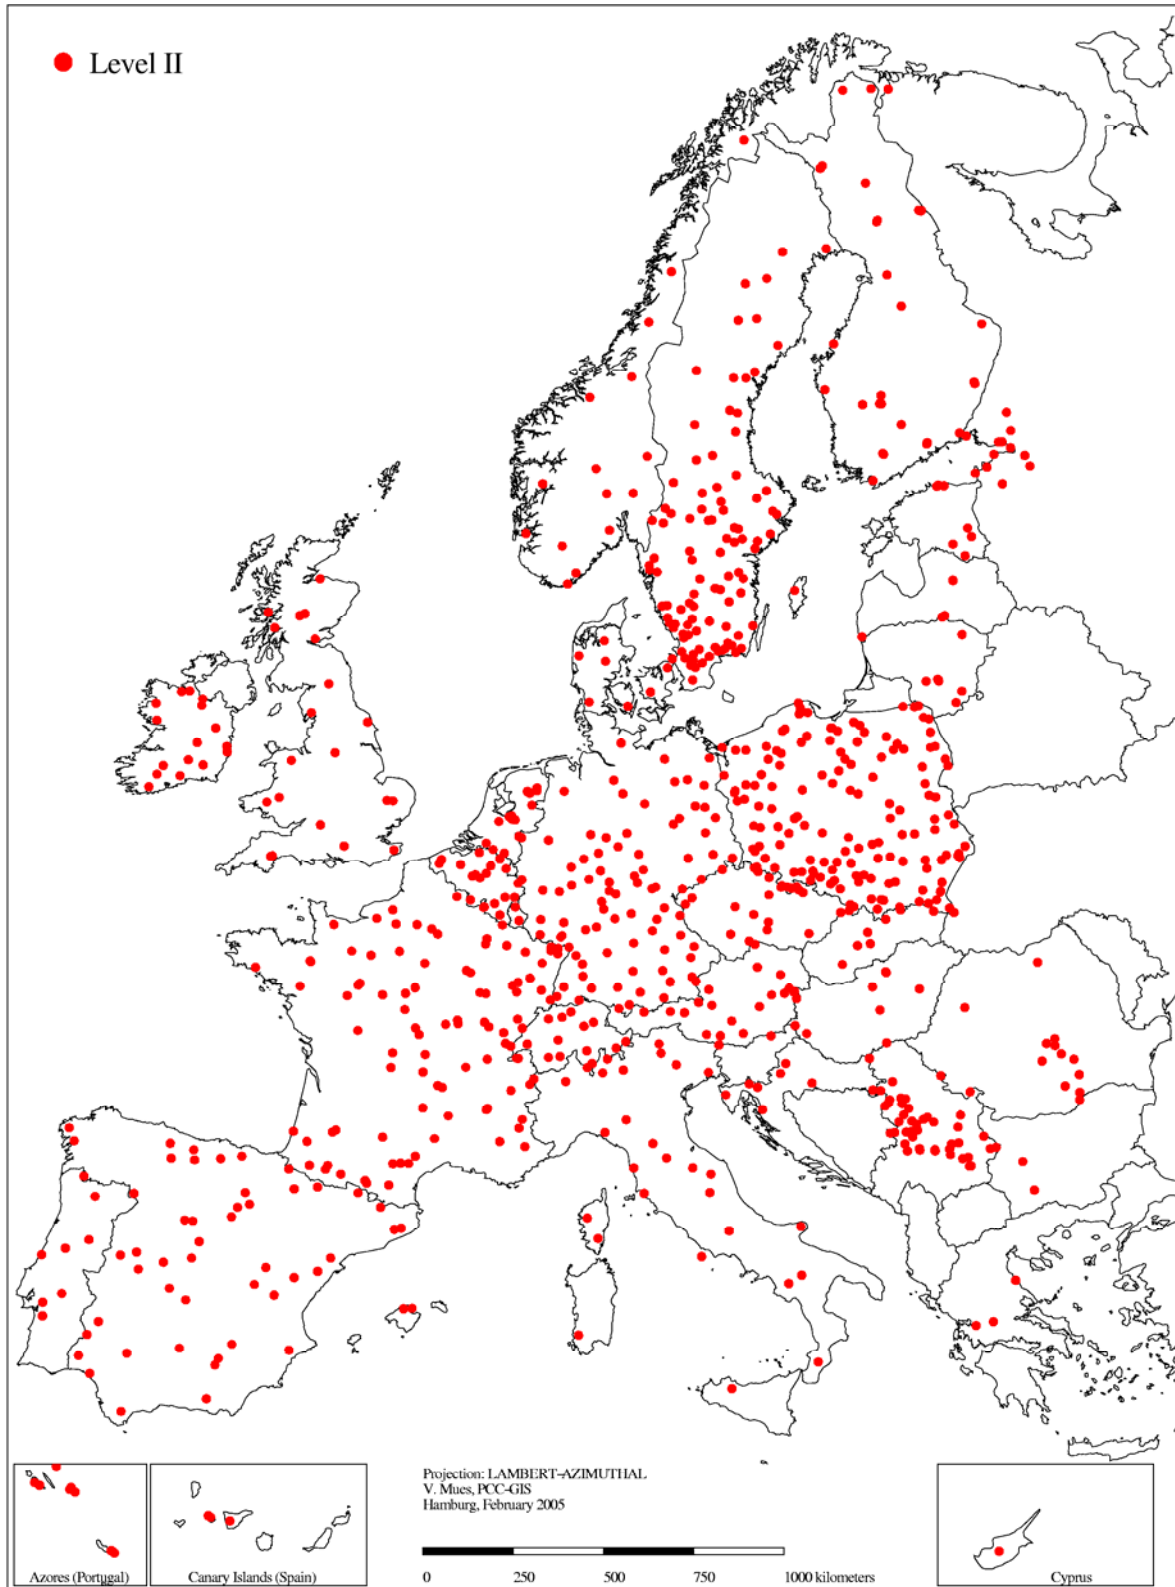 Level II
Projection: LAMBERT-AZIMUTHAL
V. Mues, PCC-GIS
Hamburg, February 2005
0 250 500 750 1000 kilometers
Azores (Portugal)
Canary Islands (Spain)
Cyprus